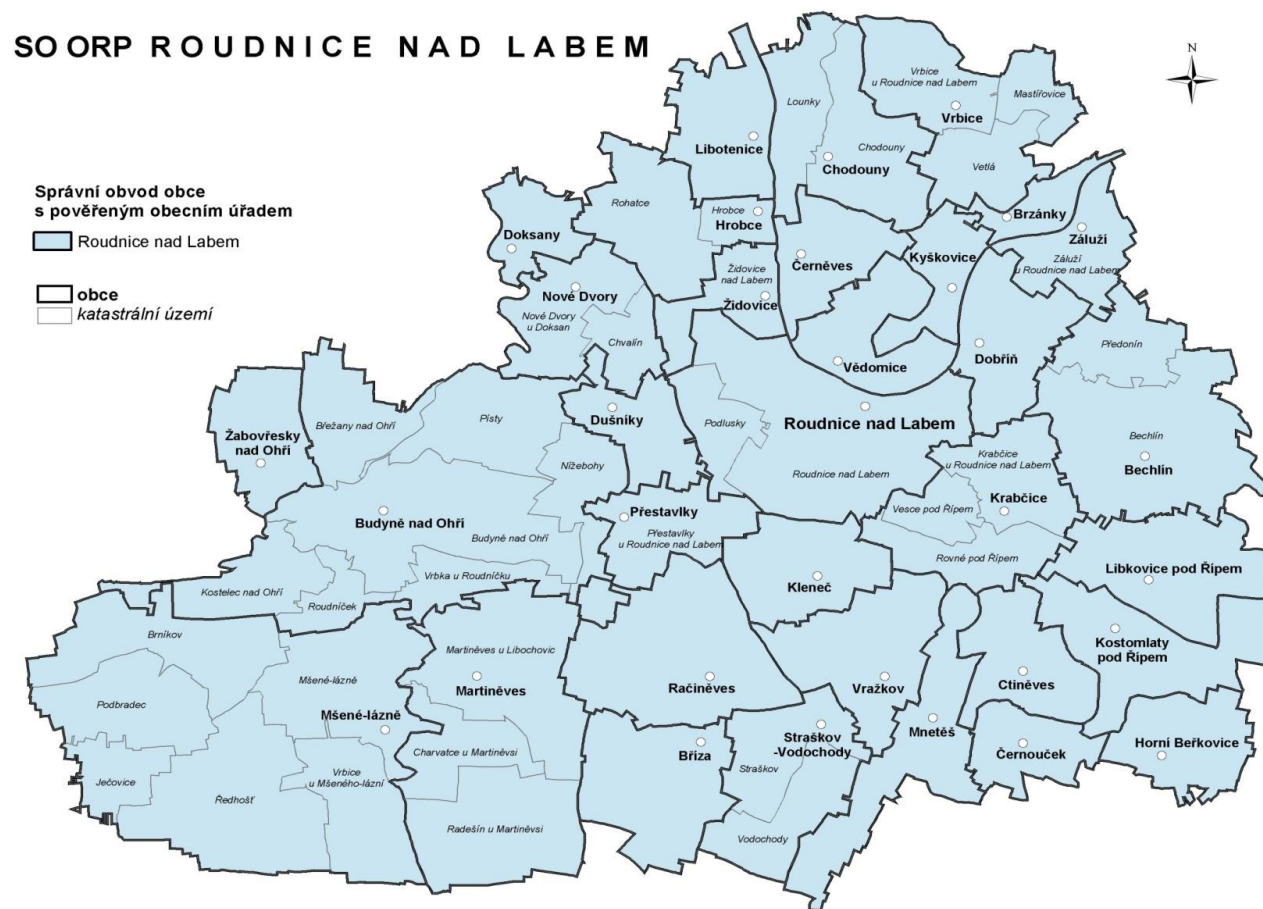 SO ORP ROUDNICE NAD LABEM
N
Správní obvod obce
s pověřeným obecním úřadem
Roudnice nad Labem
obce
katastrální území
Vrbice
u Roudnice nad Labem
Mastířovice
Lounky
Vrbice
Libotenice
Chodouny
Chodouny
Vetlá
Rohatce
Hrobce
Hrobce
Brzánky
Doksany
Záluží
Černěves
Kyškovice
Záluží
u Roudnice nad Labem
Židovice
nad Labem
Židovice
Nové Dvory
Nové Dvory
u Doksan
Chvalín
Předonín
Dobříň
Vědomice
Dušníky
Písty
Břežany nad Ohří
Podlusky
Roudnice nad Labem
Žabovřesky
nad Ohří
Bechlín
Bechlín
Nížebohy
Roudnice nad Labem
Krabčice
u Roudnice nad Labem
Krabčice
Vesce pod Řípem
Přestavlky
Přestavlky
u Roudnice nad Labem
Budyně nad Ohří
Budyně nad Ohří
Rovné pod Řípem
Libkovice pod Řípem
Kleneč
Vrbka u Roudníčku
Kostelec nad Ohří
Roudníček
Brníkov
Kostomlaty
pod Řípem
Martiněves u Libochovic
Martiněves
Mšené-lázně
Mšené-lázně
Račiněves
Vražkov
Ctiněves
Podbradec
Mnetěš
Straškov
-Vodochody
Černouček
Horní Beřkovice
Charvatce u Martiněvsi
Bříza
Straškov
Ječovice
Vrbice
u Mšeného-lázní
Ředhošť
Radešín u Martiněvsi
Vodochody